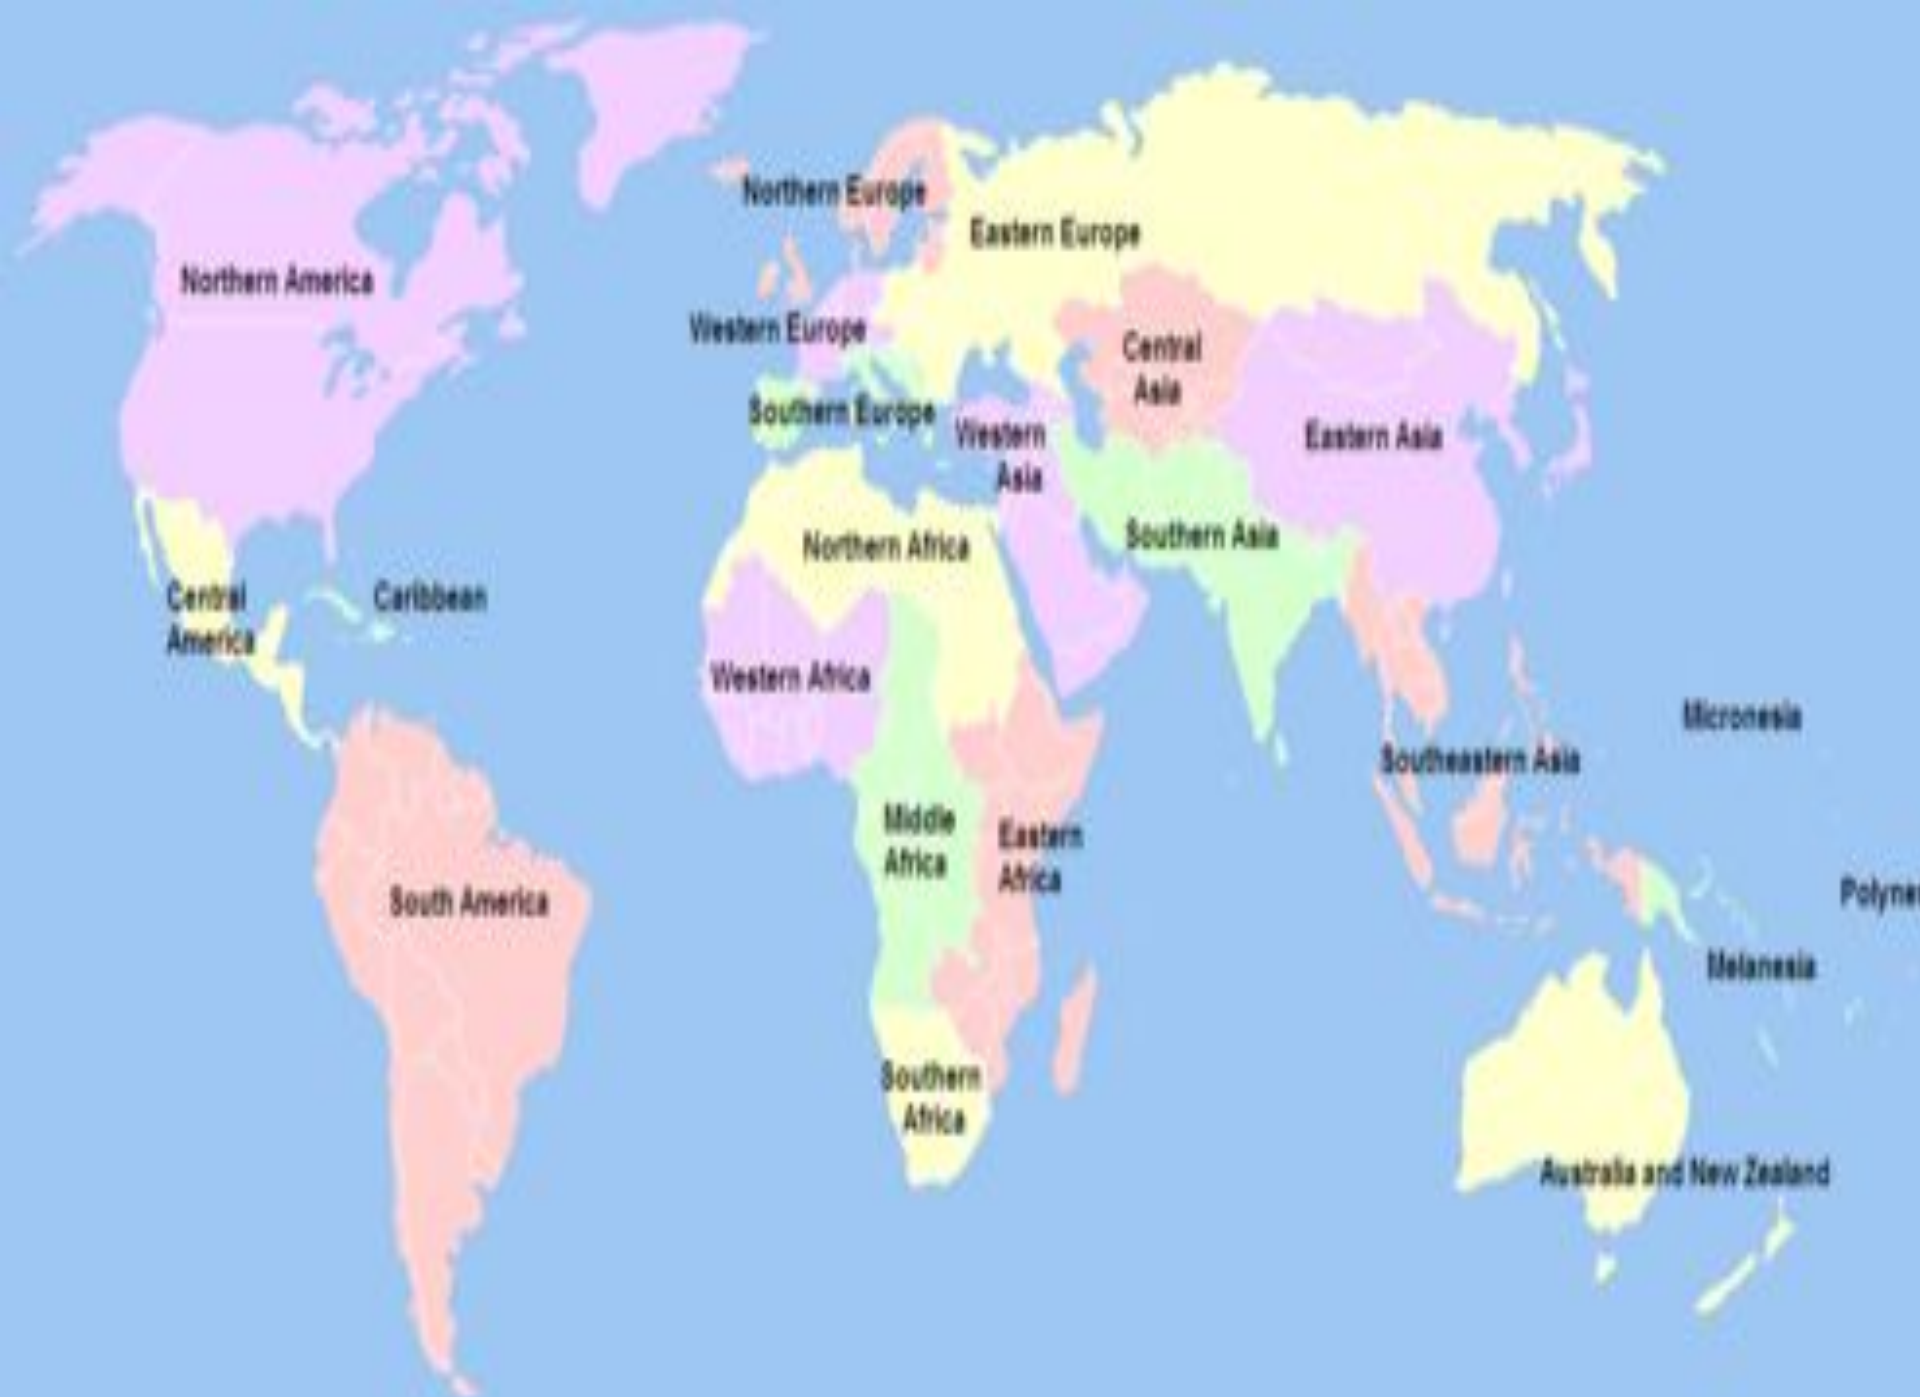 Northern Europe
Eastern Europe
Northern America
Western Europe
Central
Asia
Southern Europe
Western
Asia
Eastern Asia
Southern Asia
Northern Africa
Central
America
Caribbean
Western Africa
Micronesia
Southeastern Asia
Middle
Africa
Eastern
Africa
South America
Polyne
Melanesia
Southern
Africa
Australia and New Zealand